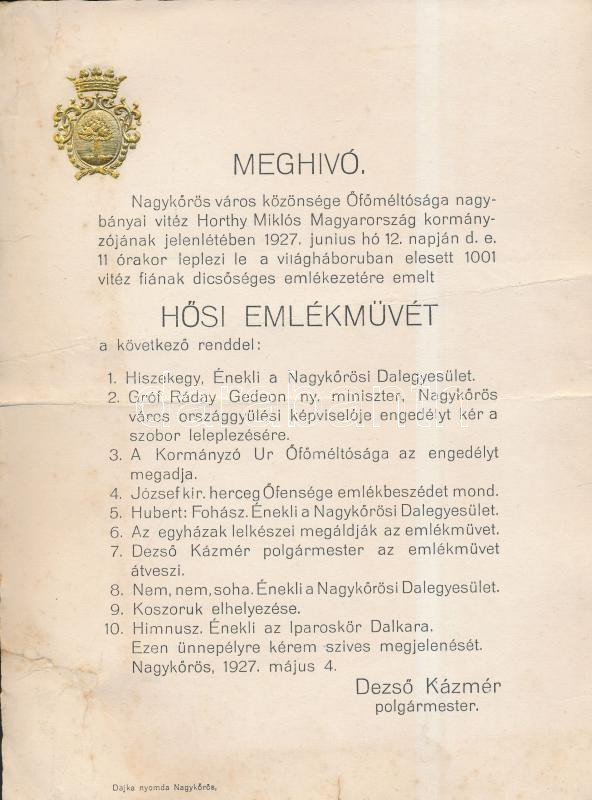 MEGHIVÓ.
Nagykőrös város közönsége Őfőméltósága nagy-
bányai vitéz Horthy Miklós Magyarország kormány-
zójának jelenlétében 1927. junius hó 12. napján d. e.
11 órakor leplezi le a világháboruban elesett 1001
vitéz fiának dicsőséges emlékezetére emelt
HŐSI EMLÉKMÜVÉT
a következő renddel:
1. Hiszekegy, Énekli a Nagykőrösi Dalegyesület.
2. Gróf Ráday Gedeon ny. miniszter, Nagykőrös
város országgyülési képviselője engedélyt kér a
szobor leleplezésére.
3. A Kormányzó Ur Őfőméltósága az engedélyt
megadja.
4. József kir. herceg Őfensége emlékbeszédet mond.
5. Hubert: Fohász. Énekli a Nagykőrösi Dalegyesület.
6. Az egyházak lelkészei megáldják az emlékmüvet.
7. Dezső Kázmér polgármester az emlékmüvet
átveszi.
8. Nem, nem, soha. Énekli a Nagykőrösi Dalegyesület.
9. Koszoruk elhelyezése.
10. Himnusz. Énekli az Iparoskör Dalkara.
Ezen ünnepélyre kérem szives megjelenését.
Nagykőrös, 1927. május 4.
Dezső Kázmér
polgármester.
Dajka nyomda Nagykőrös,